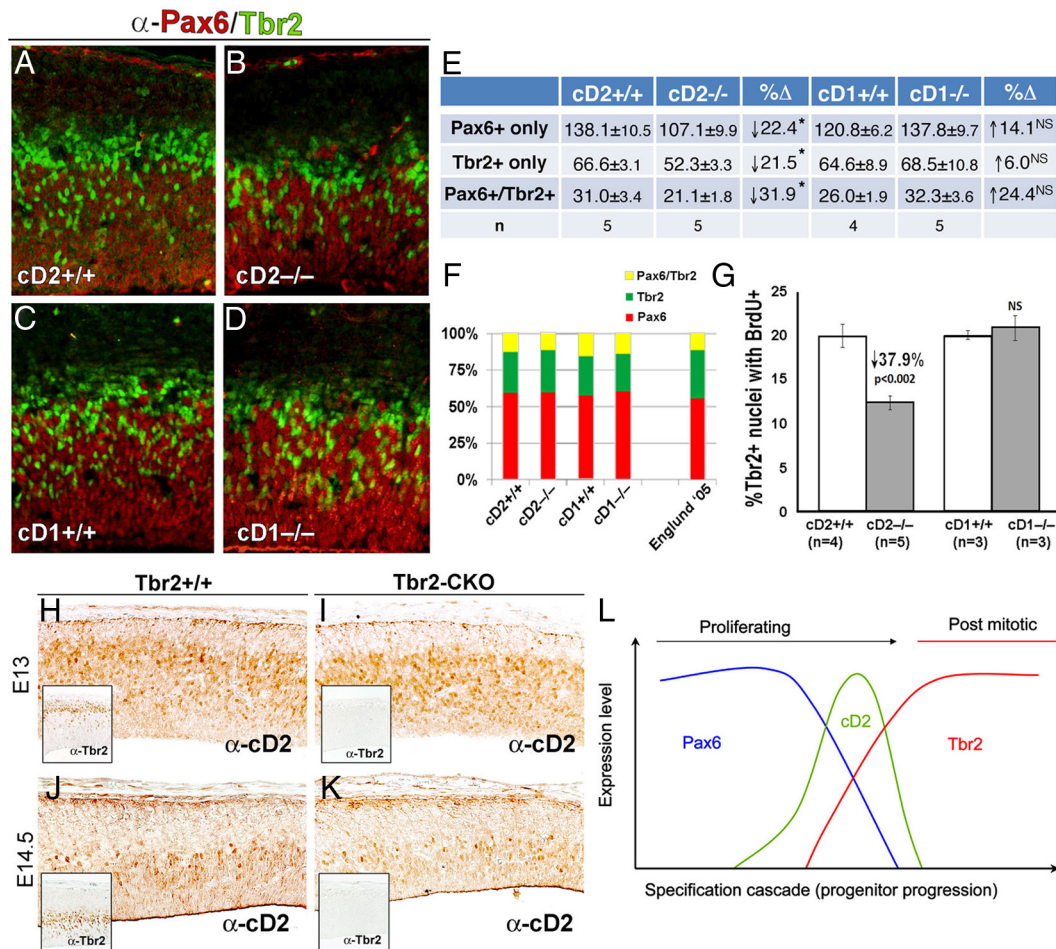 α-Pax6/Tbr2
A
B
cD2+/+
cD2–/–
C
D
cD1+/+
cD1–/–
E
cD2+/+ cD2-/- %Δ cD1+/+ cD1-/- %Δ
Pax6+ only 138.1±10.5 107.1±9.9 ↓22.4* 120.8±6.2 137.8±9.7 ↑14.1NS
Tbr2+ only 66.6±3.1 52.3±3.3 ↓21.5* 64.6±8.9 68.5±10.8 ↑6.0NS
Pax6+/Tbr2+ 31.0±3.4 21.1±1.8 ↓31.9* 26.0±1.9 32.3±3.6 ↑24.4NS
n 5 5 4 5
F
Pax6/Tbr2
Tbr2
Pax6
100%
75%
50%
25%
0%
cD2+/+
cD2–/–
cD1+/+
cD1–/–
Englund '05
G
%Tbr2+ nuclei with BrdU+
25
20
15
10
5
0
↓37.9%
p<0.002
NS
cD2+/+ cD2–/– cD1+/+ cD1–/–
(n=4) (n=5) (n=3) (n=3)
Tbr2+/+
Tbr2-CKO
E13
H
α-Tbr2
α-cD2
I
α-Tbr2
α-cD2
E14.5
J
α-Tbr2
α-cD2
K
α-Tbr2
α-cD2
L
Proliferating
Post mitotic
Expression level
Pax6
cD2
Tbr2
Specification cascade (progenitor progression)